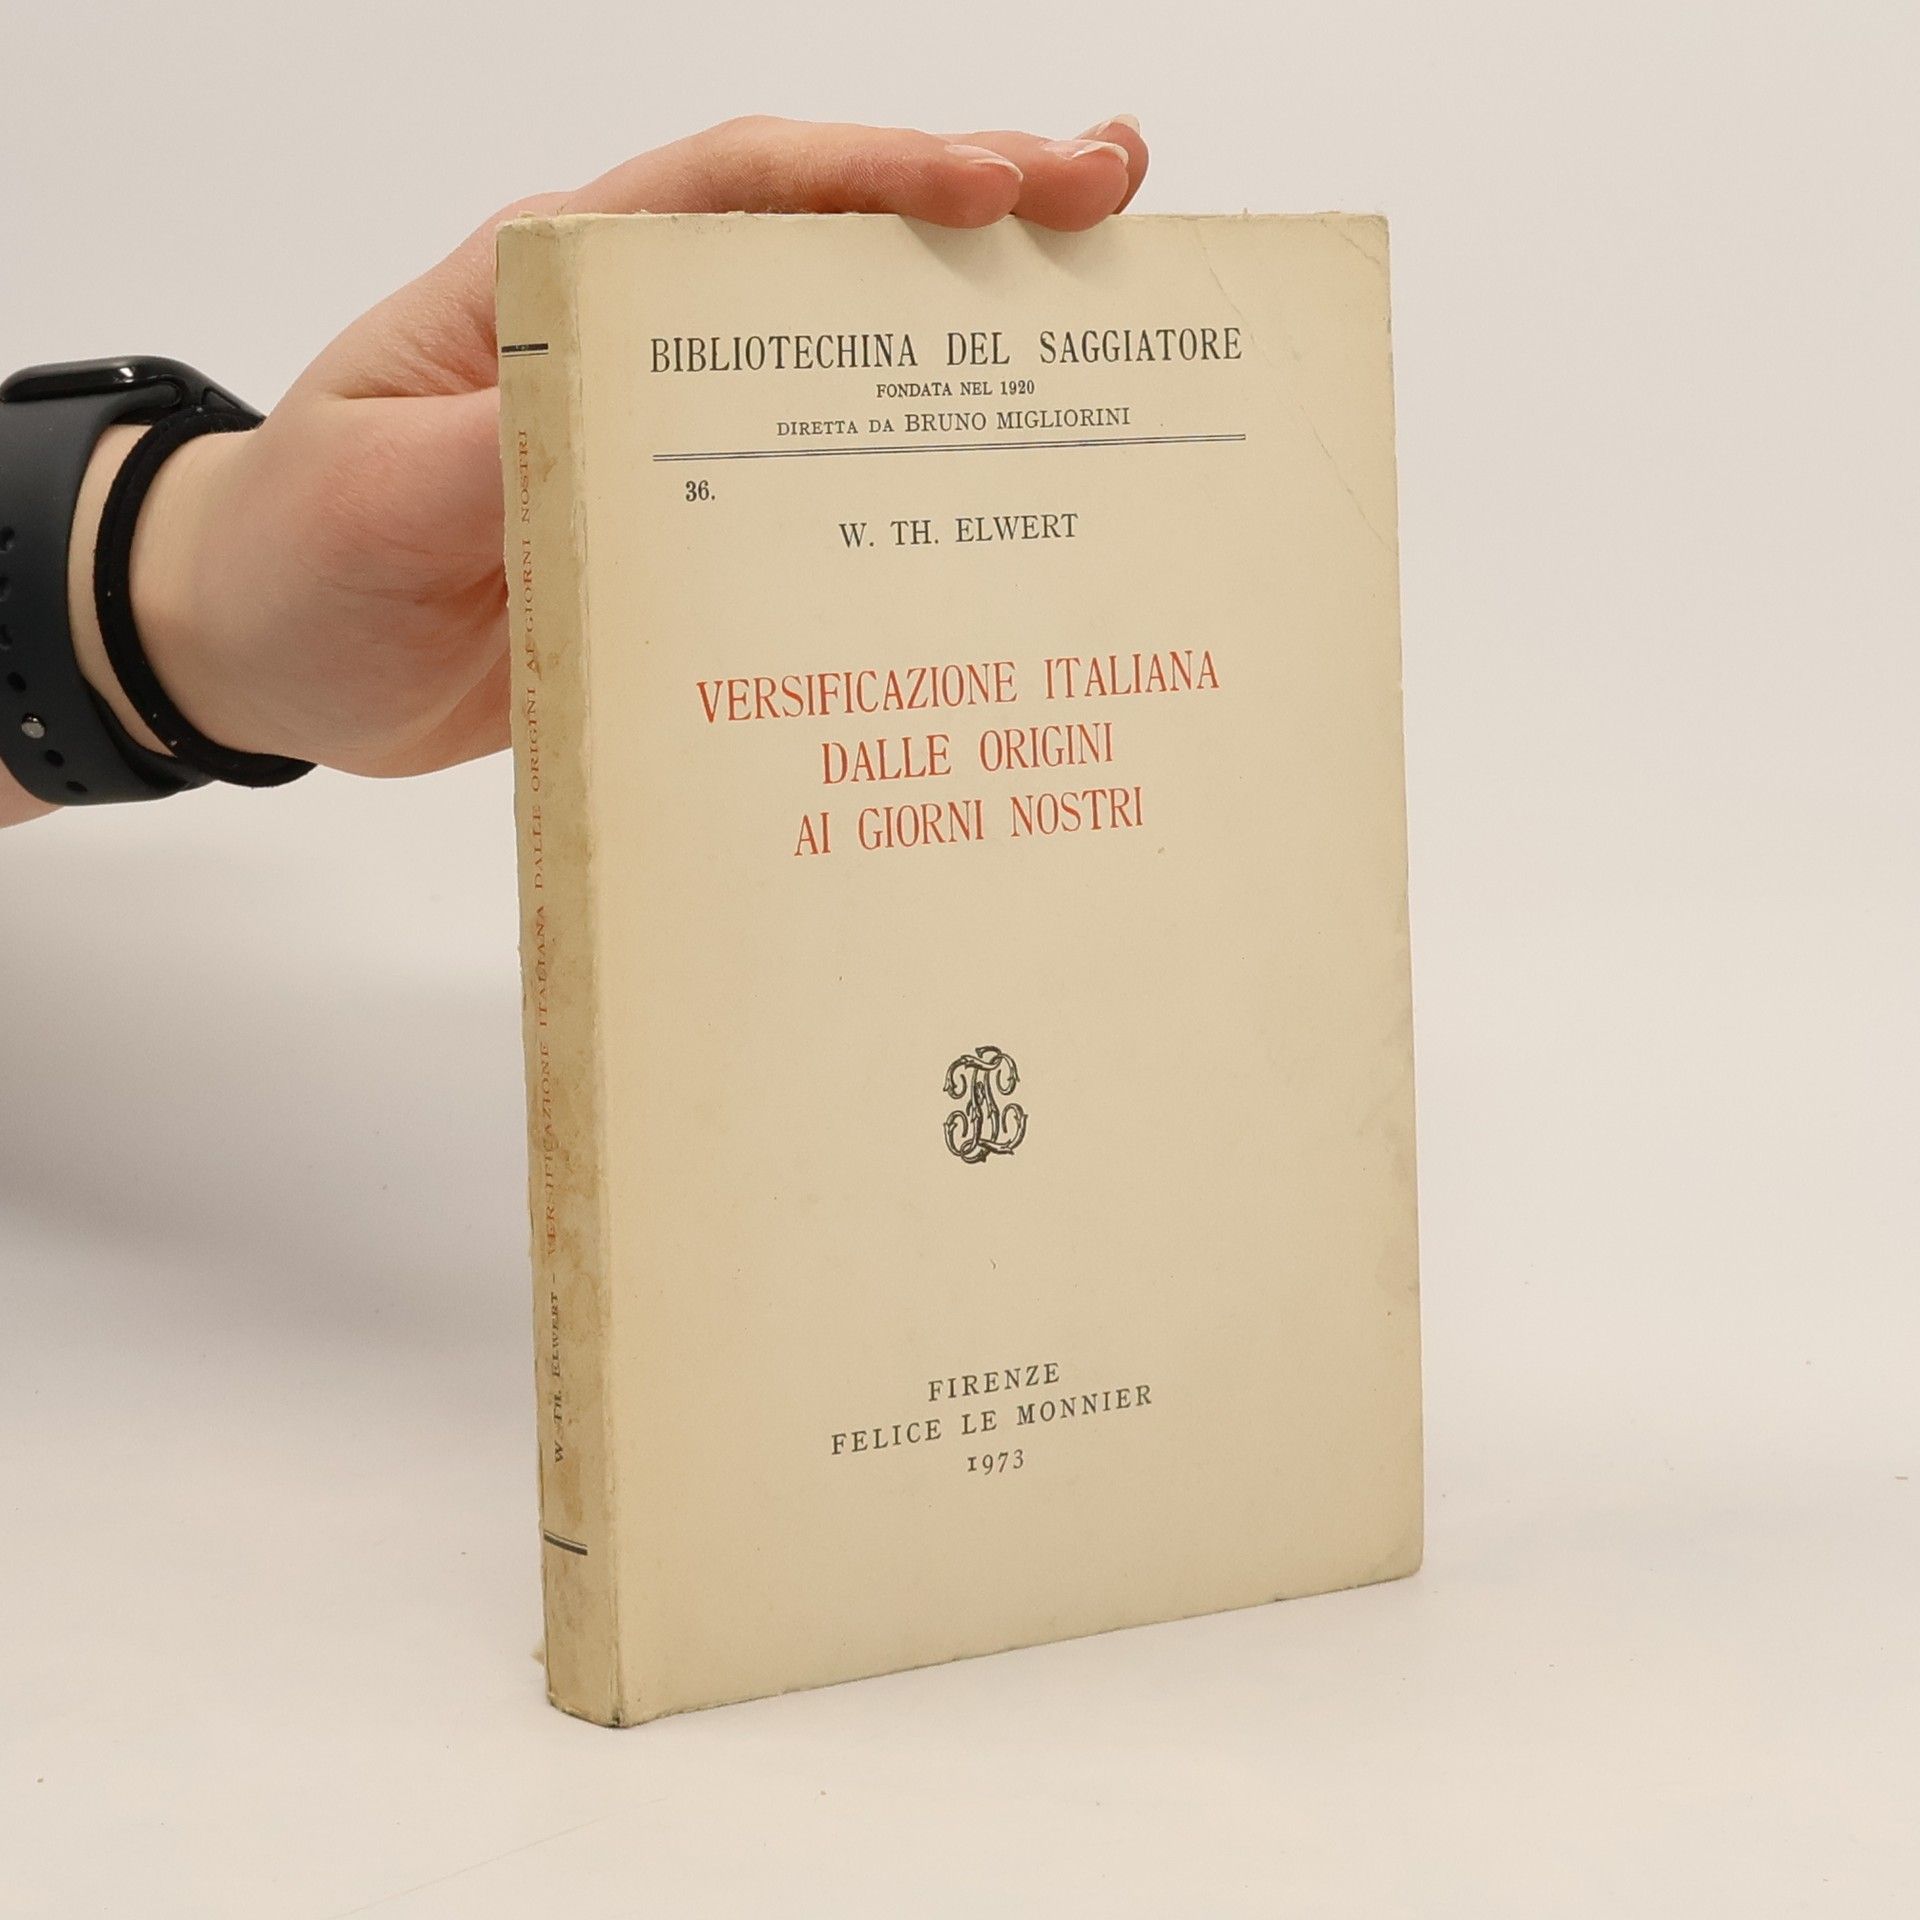 BIBLIOTECHINA DEL SAGGIATORE
FONDATA NEL 1920
DIRETTA DA BRUNO MIGLIORINI
36.
W. TH. ELWERT
VERSIFICAZIONE ITALIANA
DALLE ORIGINI
AI GIORNI NOSTRI
FIRENZE
FELICE LE MONNIER
1973
W. TH. ELWERT - VERSIFICAZIONE ITALIANA DALLE ORIGINI AI GIORNI NOSTRI